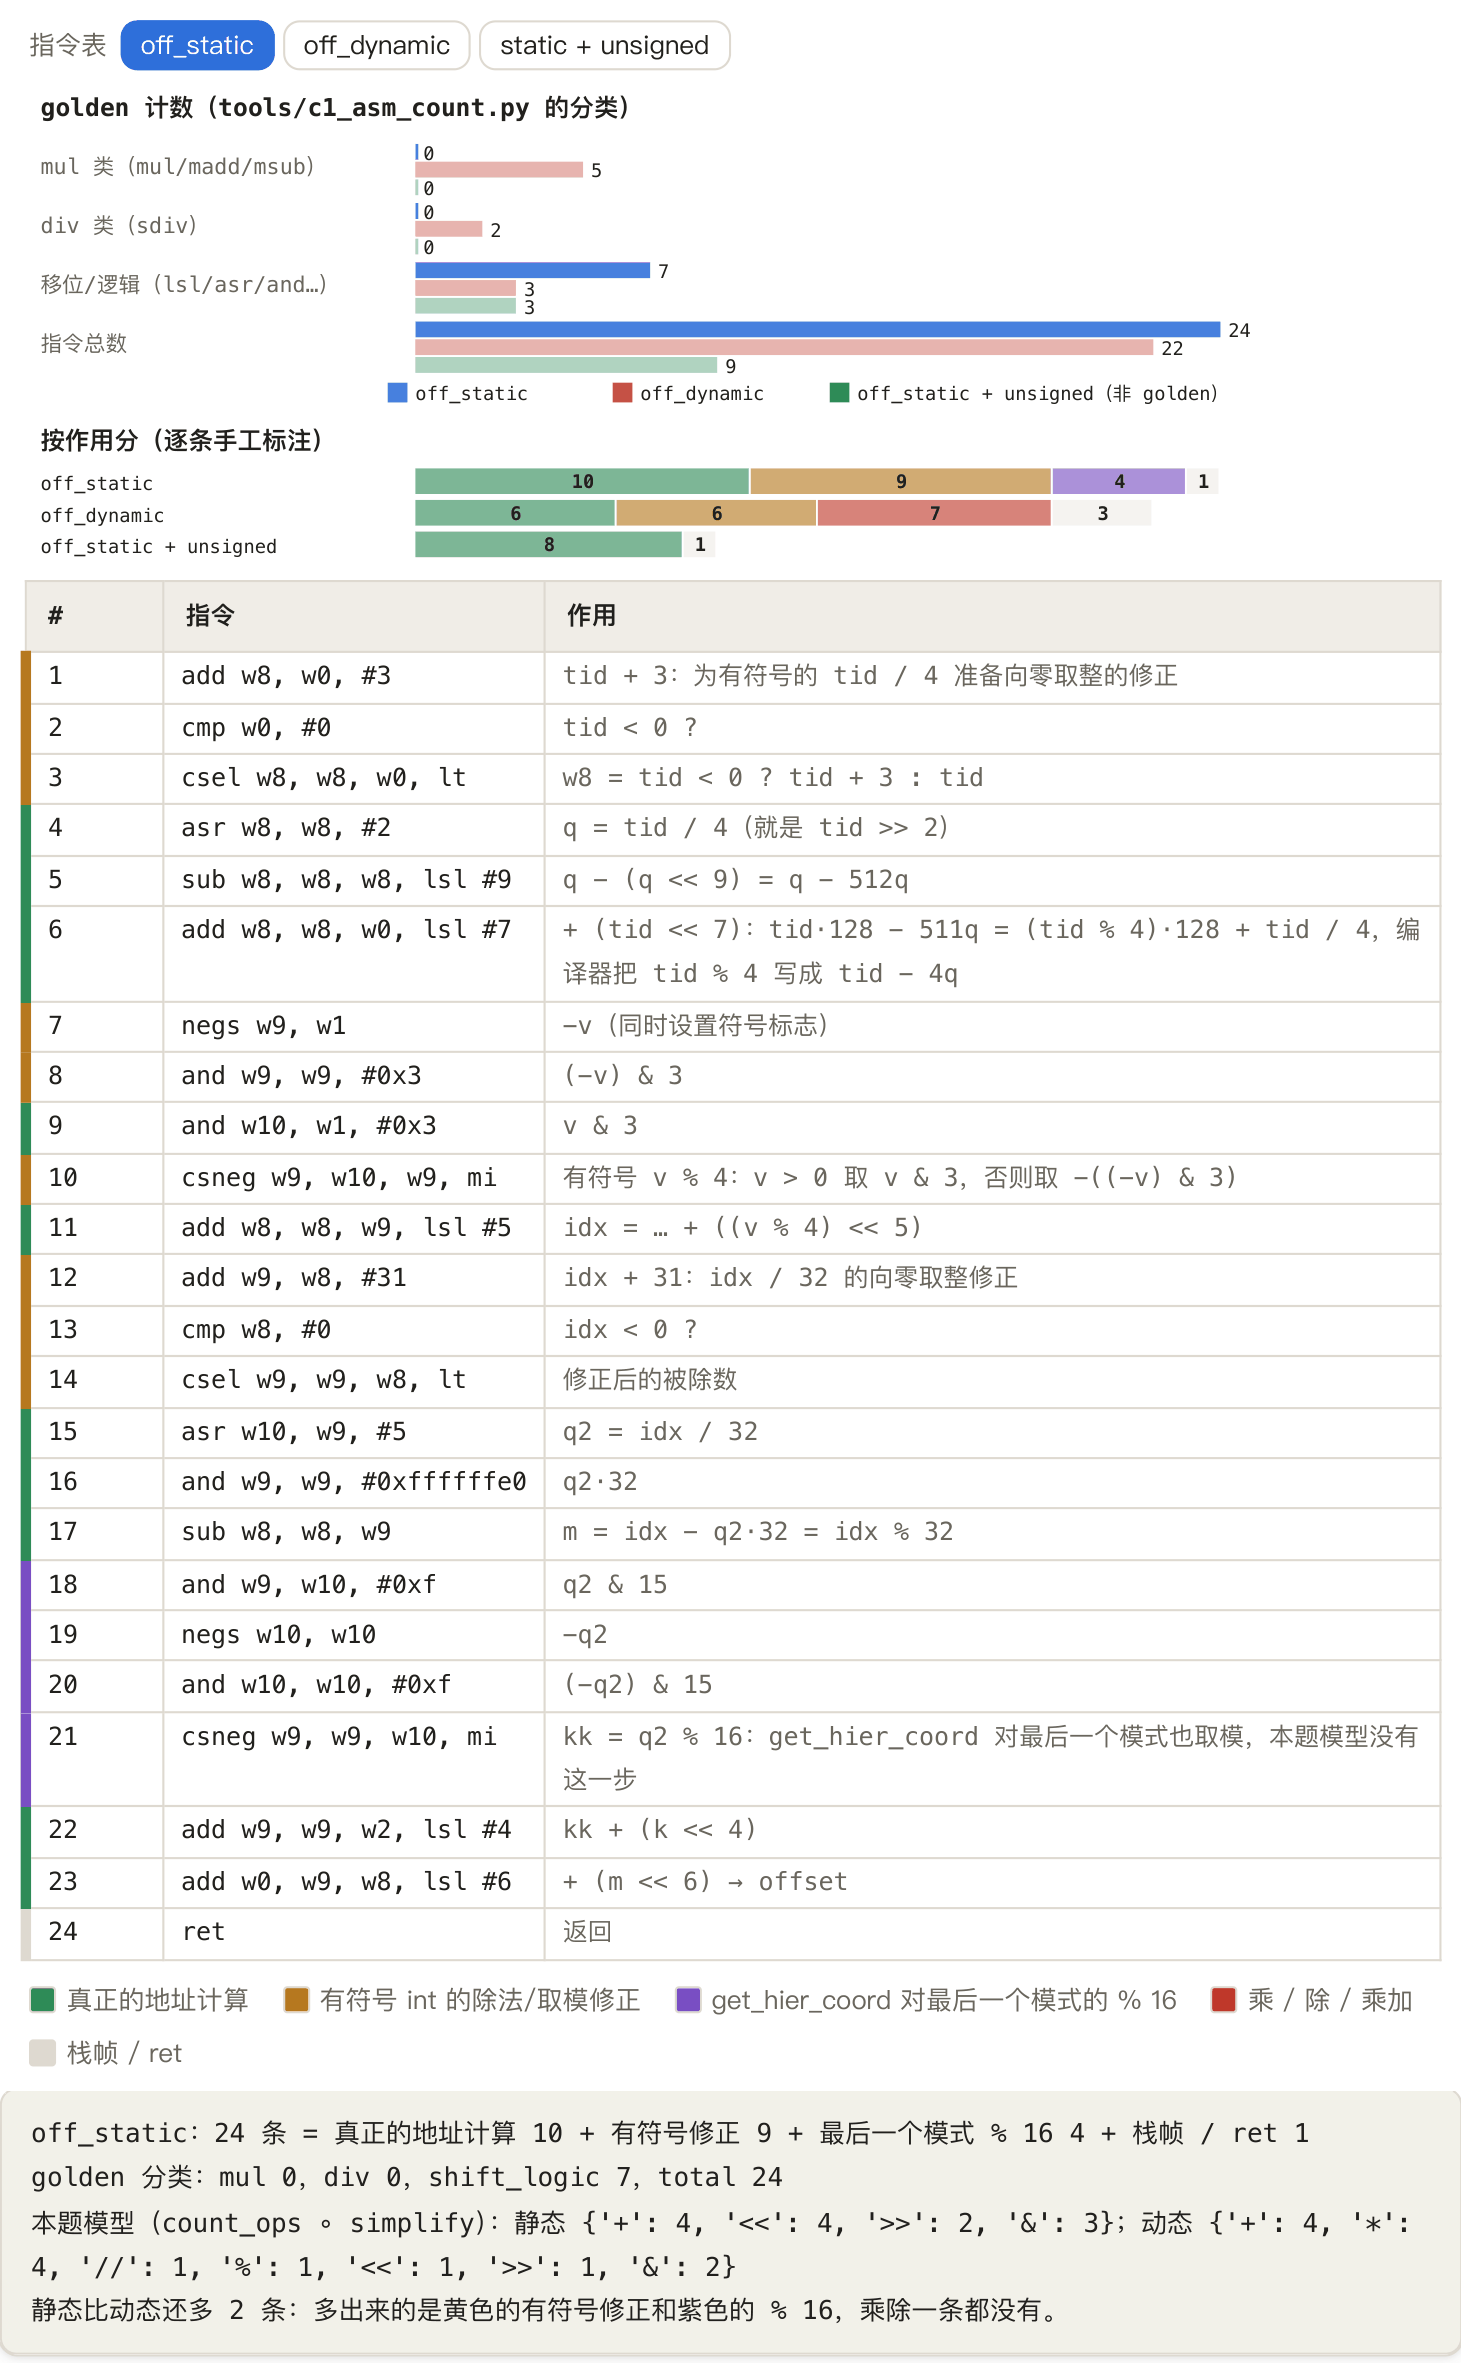 指令表 off_static off_dynamic static + unsigned
golden 计数（tools/c1_asm_count.py 的分类）
mul 类（mul/madd/msub） 0
5
0
div 类（sdiv） 0
2
0
移位/逻辑（lsl/asr/and…） 7
3
3
指令总数 24
22
9
off_static off_dynamic off_static + unsigned（非 golden）
按作用分（逐条手工标注）
off_static 10 9 4 1
off_dynamic 6 6 7 3
off_static + unsigned 8 1
# 指令 作用
1 add w8, w0, #3 tid + 3：为有符号的 tid / 4 准备向零取整的修正
2 cmp w0, #0 tid < 0 ?
3 csel w8, w8, w0, lt w8 = tid < 0 ? tid + 3 : tid
4 asr w8, w8, #2 q = tid / 4（就是 tid >> 2）
5 sub w8, w8, w8, lsl #9 q − (q << 9) = q − 512q
6 add w8, w8, w0, lsl #7 + (tid << 7)：tid·128 − 511q = (tid % 4)·128 + tid / 4，编
译器把 tid % 4 写成 tid − 4q
7 negs w9, w1 −v（同时设置符号标志）
8 and w9, w9, #0x3 (−v) & 3
9 and w10, w1, #0x3 v & 3
10 csneg w9, w10, w9, mi 有符号 v % 4：v > 0 取 v & 3，否则取 −((−v) & 3)
11 add w8, w8, w9, lsl #5 idx = … + ((v % 4) << 5)
12 add w9, w8, #31 idx + 31：idx / 32 的向零取整修正
13 cmp w8, #0 idx < 0 ?
14 csel w9, w9, w8, lt 修正后的被除数
15 asr w10, w9, #5 q2 = idx / 32
16 and w9, w9, #0xffffffe0 q2·32
17 sub w8, w8, w9 m = idx − q2·32 = idx % 32
18 and w9, w10, #0xf q2 & 15
19 negs w10, w10 −q2
20 and w10, w10, #0xf (−q2) & 15
21 csneg w9, w9, w10, mi kk = q2 % 16：get_hier_coord 对最后一个模式也取模，本题模型没有
这一步
22 add w9, w9, w2, lsl #4 kk + (k << 4)
23 add w0, w9, w8, lsl #6 + (m << 6) → offset
24 ret 返回
真正的地址计算 有符号 int 的除法/取模修正 get_hier_coord 对最后一个模式的 % 16 乘 / 除 / 乘加
栈帧 / ret
off_static：24 条 = 真正的地址计算 10 + 有符号修正 9 + 最后一个模式 % 16 4 + 栈帧 / ret 1
golden 分类：mul 0，div 0，shift_logic 7，total 24
本题模型（count_ops ∘ simplify）：静态 {'+': 4, '<<': 4, '>>': 2, '&': 3}；动态 {'+': 4, '*':
4, '//': 1, '%': 1, '<<': 1, '>>': 1, '&': 2}
静态比动态还多 2 条：多出来的是黄色的有符号修正和紫色的 % 16，乘除一条都没有。